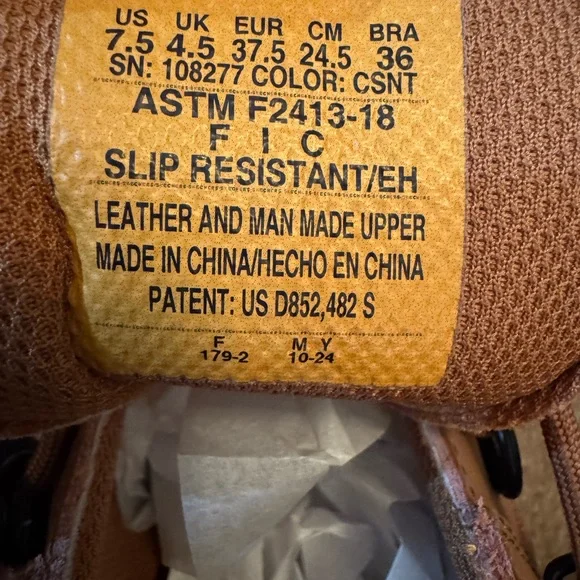 US UK EUR CM BRA
7.5 4.5 37.5 24.5 36
SN: 108277 COLOR: CSNT
ASTM F2413-18
F I C
SLIP RESISTANT/EH
LEATHER AND MAN MADE UPPER
MADE IN CHINA/HECHO EN CHINA
PATENT: US D852,482 S
F M Y
179-2 10-24